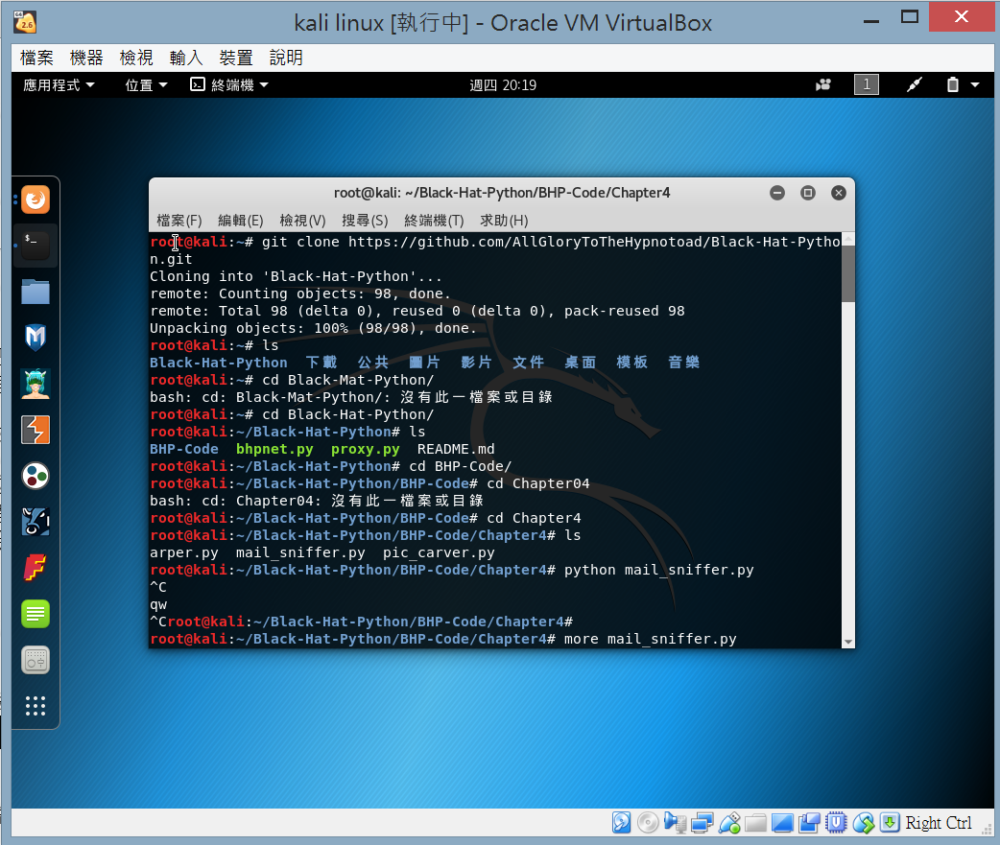 kali linux [執行中] - Oracle VM VirtualBox
檔案 機器 檢視 輸入 裝置 說明
應用程式 位置 終端機 週四 20:19 1
root@kali: ~/Black-Hat-Python/BHP-Code/Chapter4
檔案(F) 編輯(E) 檢視(V) 搜尋(S) 終端機(T) 求助(H)
root@kali:~# git clone https://github.com/AllGloryToTheHypnotoad/Black-Hat-Pytho
n.git
Cloning into 'Black-Hat-Python'...
remote: Counting objects: 98, done.
remote: Total 98 (delta 0), reused 0 (delta 0), pack-reused 98
Unpacking objects: 100% (98/98), done.
root@kali:~# ls
Black-Hat-Python 下載 公共 圖片 影片 文件 桌面 模板 音樂
root@kali:~# cd Black-Mat-Python/
bash: cd: Black-Mat-Python/: 沒有此一檔案或目錄
root@kali:~# cd Black-Hat-Python/
root@kali:~/Black-Hat-Python# ls
BHP-Code bhpnet.py proxy.py README.md
root@kali:~/Black-Hat-Python# cd BHP-Code/
root@kali:~/Black-Hat-Python/BHP-Code# cd Chapter04
bash: cd: Chapter04: 沒有此一檔案或目錄
root@kali:~/Black-Hat-Python/BHP-Code# cd Chapter4
root@kali:~/Black-Hat-Python/BHP-Code/Chapter4# ls
arper.py mail_sniffer.py pic_carver.py
root@kali:~/Black-Hat-Python/BHP-Code/Chapter4# python mail_sniffer.py
^C
qw
^Croot@kali:~/Black-Hat-Python/BHP-Code/Chapter4#
root@kali:~/Black-Hat-Python/BHP-Code/Chapter4# more mail_sniffer.py
Right Ctrl